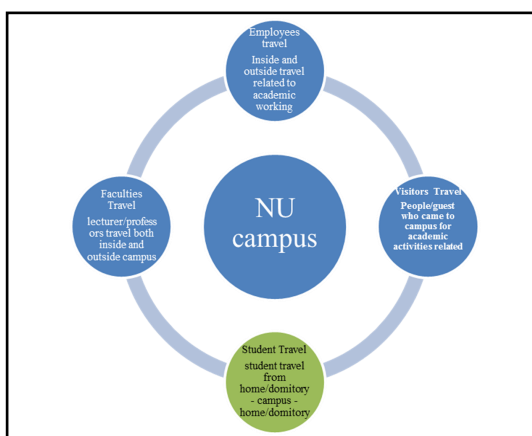 Employees
travel
Inside and
outside travel
related to
academic
working
Faculties
Travel
lecturer/profess
ors travel both
inside and
outside campus
NU
campus
Visitors Travel
People/guest
who came to
campus for
academic
activities related
Student Travel
student travel
from
home/domitory
- campus -
home/domitory